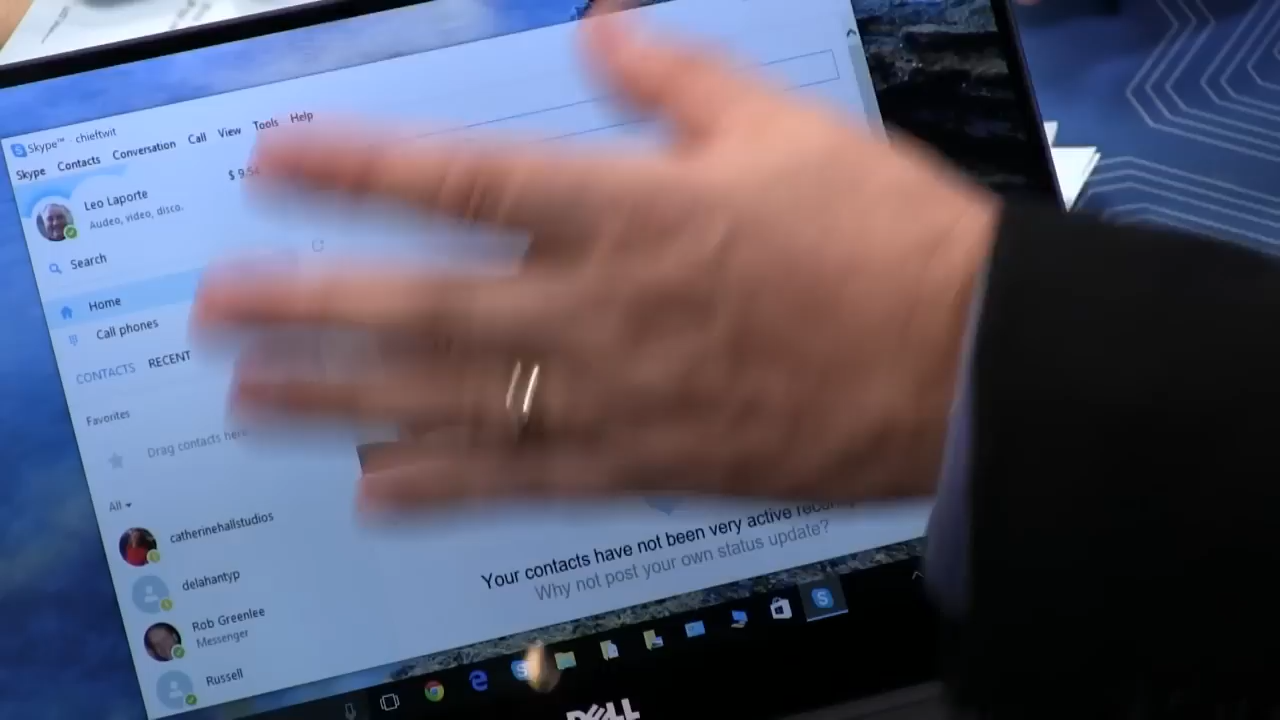 Skype™ - chieftwit
Skype Contacts Conversation Call View Tools Help
Leo Laporte
$ 9.54
Audeo, video, disco.
Search
Home
Call phones
CONTACTS RECENT
Favorites
Drag contacts here
All
catherinehallstudios
delahantyp
Rob Greenlee
Messenger
Russell
Your contacts have not been very active
Why not post your own status update?
DELL